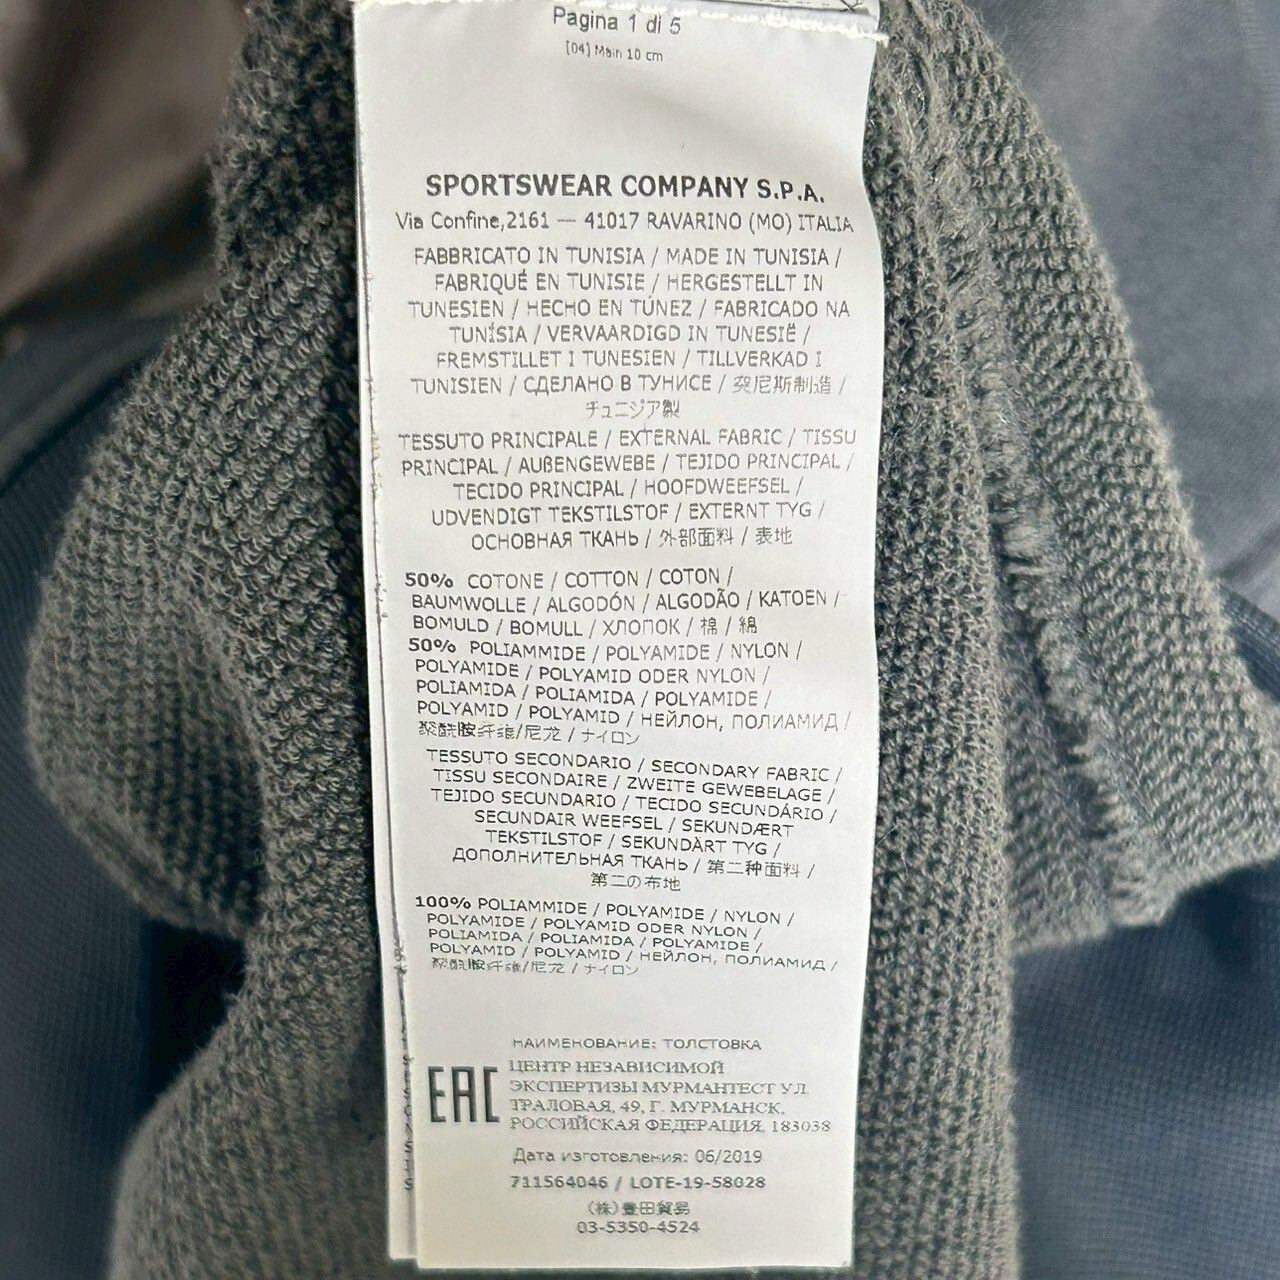 Pagina 1 di 5
[04] Main 10 cm
SPORTSWEAR COMPANY S.P.A.
Via Confine,2161 — 41017 RAVARINO (MO) ITALIA
FABBRICATO IN TUNISIA / MADE IN TUNISIA /
FABRIQUÉ EN TUNISIE / HERGESTELLT IN
TUNESIEN / HECHO EN TÚNEZ / FABRICADO NA
TUNÍSIA / VERVAARDIGD IN TUNESIË /
FREMSTILLET I TUNESIEN / TILLVERKAD I
TUNISIEN / СДЕЛАНО В ТУНИСЕ / 突尼斯制造 /
チュニジア製
TESSUTO PRINCIPALE / EXTERNAL FABRIC / TISSU
PRINCIPAL / AUßENGEWEBE / TEJIDO PRINCIPAL /
TECIDO PRINCIPAL / HOOFDWEEFSEL /
UDVENDIGT TEKSTILSTOF / EXTERNT TYG /
ОСНОВНАЯ ТКАНЬ / 外部面料 / 表地
50% COTONE / COTTON / COTON /
BAUMWOLLE / ALGODÓN / ALGODÃO / KATOEN /
BOMULD / BOMULL / ХЛОПОК / 棉 / 綿
50% POLIAMMIDE / POLYAMIDE / NYLON /
POLYAMIDE / POLYAMID ODER NYLON /
POLIAMIDA / POLIAMIDA / POLYAMIDE /
POLYAMID / POLYAMID / НЕЙЛОН, ПОЛИАМИД /
聚酰胺纤维/尼龙 / ナイロン
TESSUTO SECONDARIO / SECONDARY FABRIC /
TISSU SECONDAIRE / ZWEITE GEWEBELAGE /
TEJIDO SECUNDARIO / TECIDO SECUNDÁRIO /
SECUNDAIR WEEFSEL / SEKUNDÆRT
TEKSTILSTOF / SEKUNDÄRT TYG /
ДОПОЛНИТЕЛЬНАЯ ТКАНЬ / 第二种面料 /
第二の布地
100% POLIAMMIDE / POLYAMIDE / NYLON /
POLYAMIDE / POLYAMID ODER NYLON /
POLIAMIDA / POLIAMIDA / POLYAMIDE /
POLYAMID / POLYAMID / НЕЙЛОН, ПОЛИАМИД /
聚酰胺纤维/尼龙 / ナイロン
НАИМЕНОВАНИЕ: ТОЛСТОВКА
EAC
ЦЕНТР НЕЗАВИСИМОЙ
ЭКСПЕРТИЗЫ МУРМАНТЕСТ УЛ.
ТРАЛОВАЯ, 49, Г. МУРМАНСК,
РОССИЙСКАЯ ФЕДЕРАЦИЯ, 183038
Дата изготовления: 06/2019
711564046 / LOTE-19-58028
(株)豊田貿易
03-5350-4524